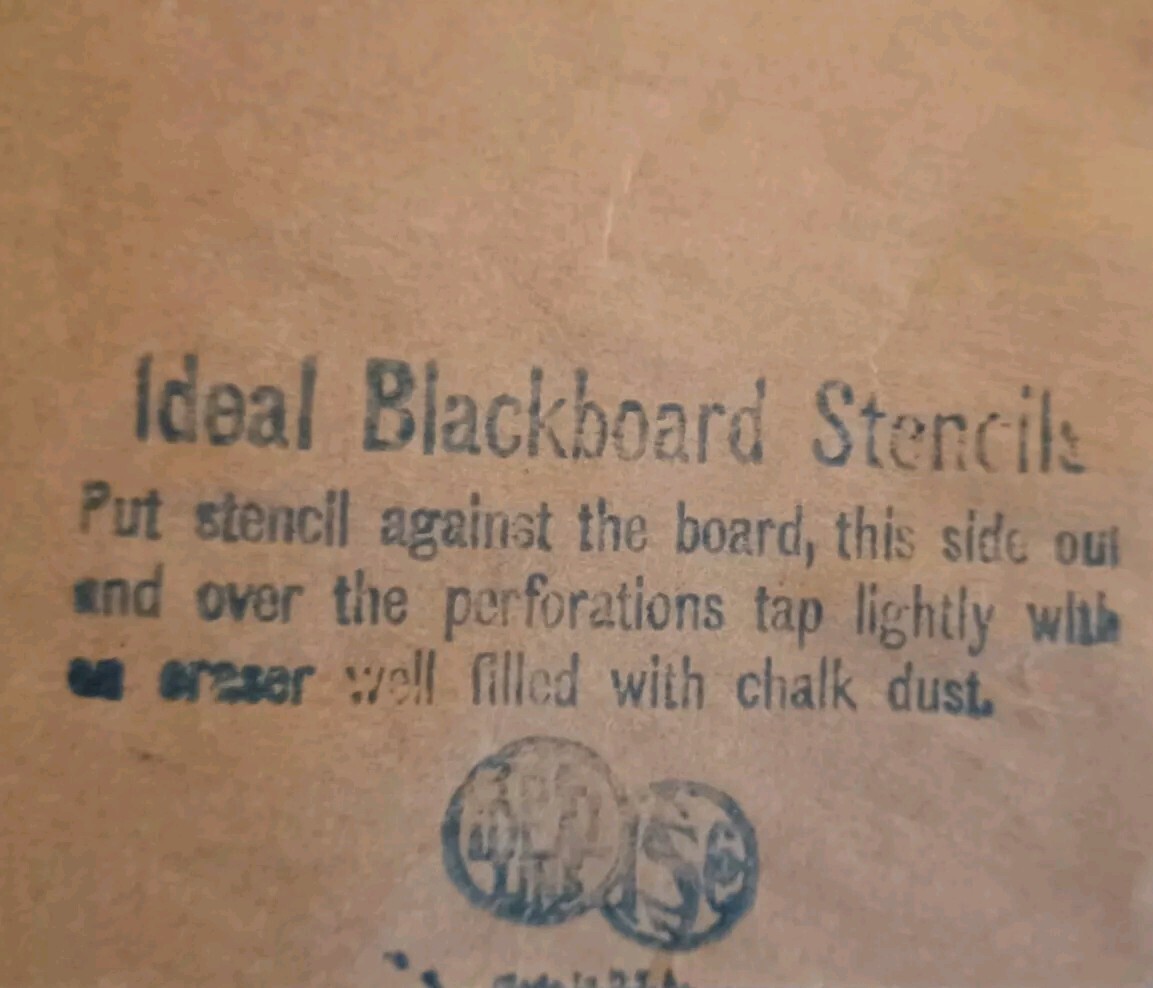 Ideal Blackboard Stencils
Put stencil against the board, this side out
and over the perforations tap lightly with
an eraser well filled with chalk dust.